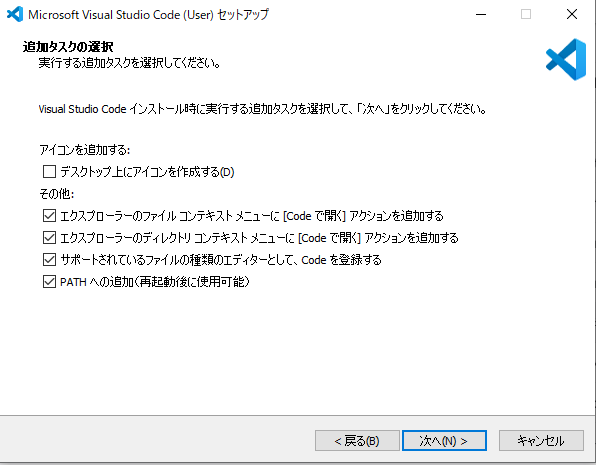 Microsoft Visual Studio Code (User) セットアップ
追加タスクの選択
実行する追加タスクを選択してください。
Visual Studio Code インストール時に実行する追加タスクを選択して、「次へ」をクリックしてください。
アイコンを追加する:
デスクトップ上にアイコンを作成する(D)
その他:
エクスプローラーのファイル コンテキスト メニューに [Code で開く] アクションを追加する
エクスプローラーのディレクトリ コンテキスト メニューに [Code で開く] アクションを追加する
サポートされているファイルの種類のエディターとして、Code を登録する
PATH への追加（再起動後に使用可能）
< 戻る(B) 次へ(N) > キャンセル